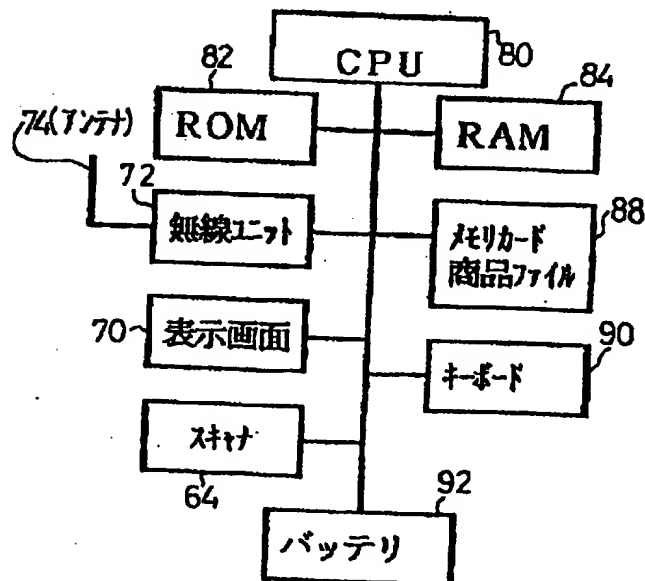 80
CPU
82
ROM
84
RAM
74(アンテナ)
72
無線ユニット
88
メモリカード
商品ファイル
70
表示画面
90
キーボード
スキャナ
64
92
バッテリ